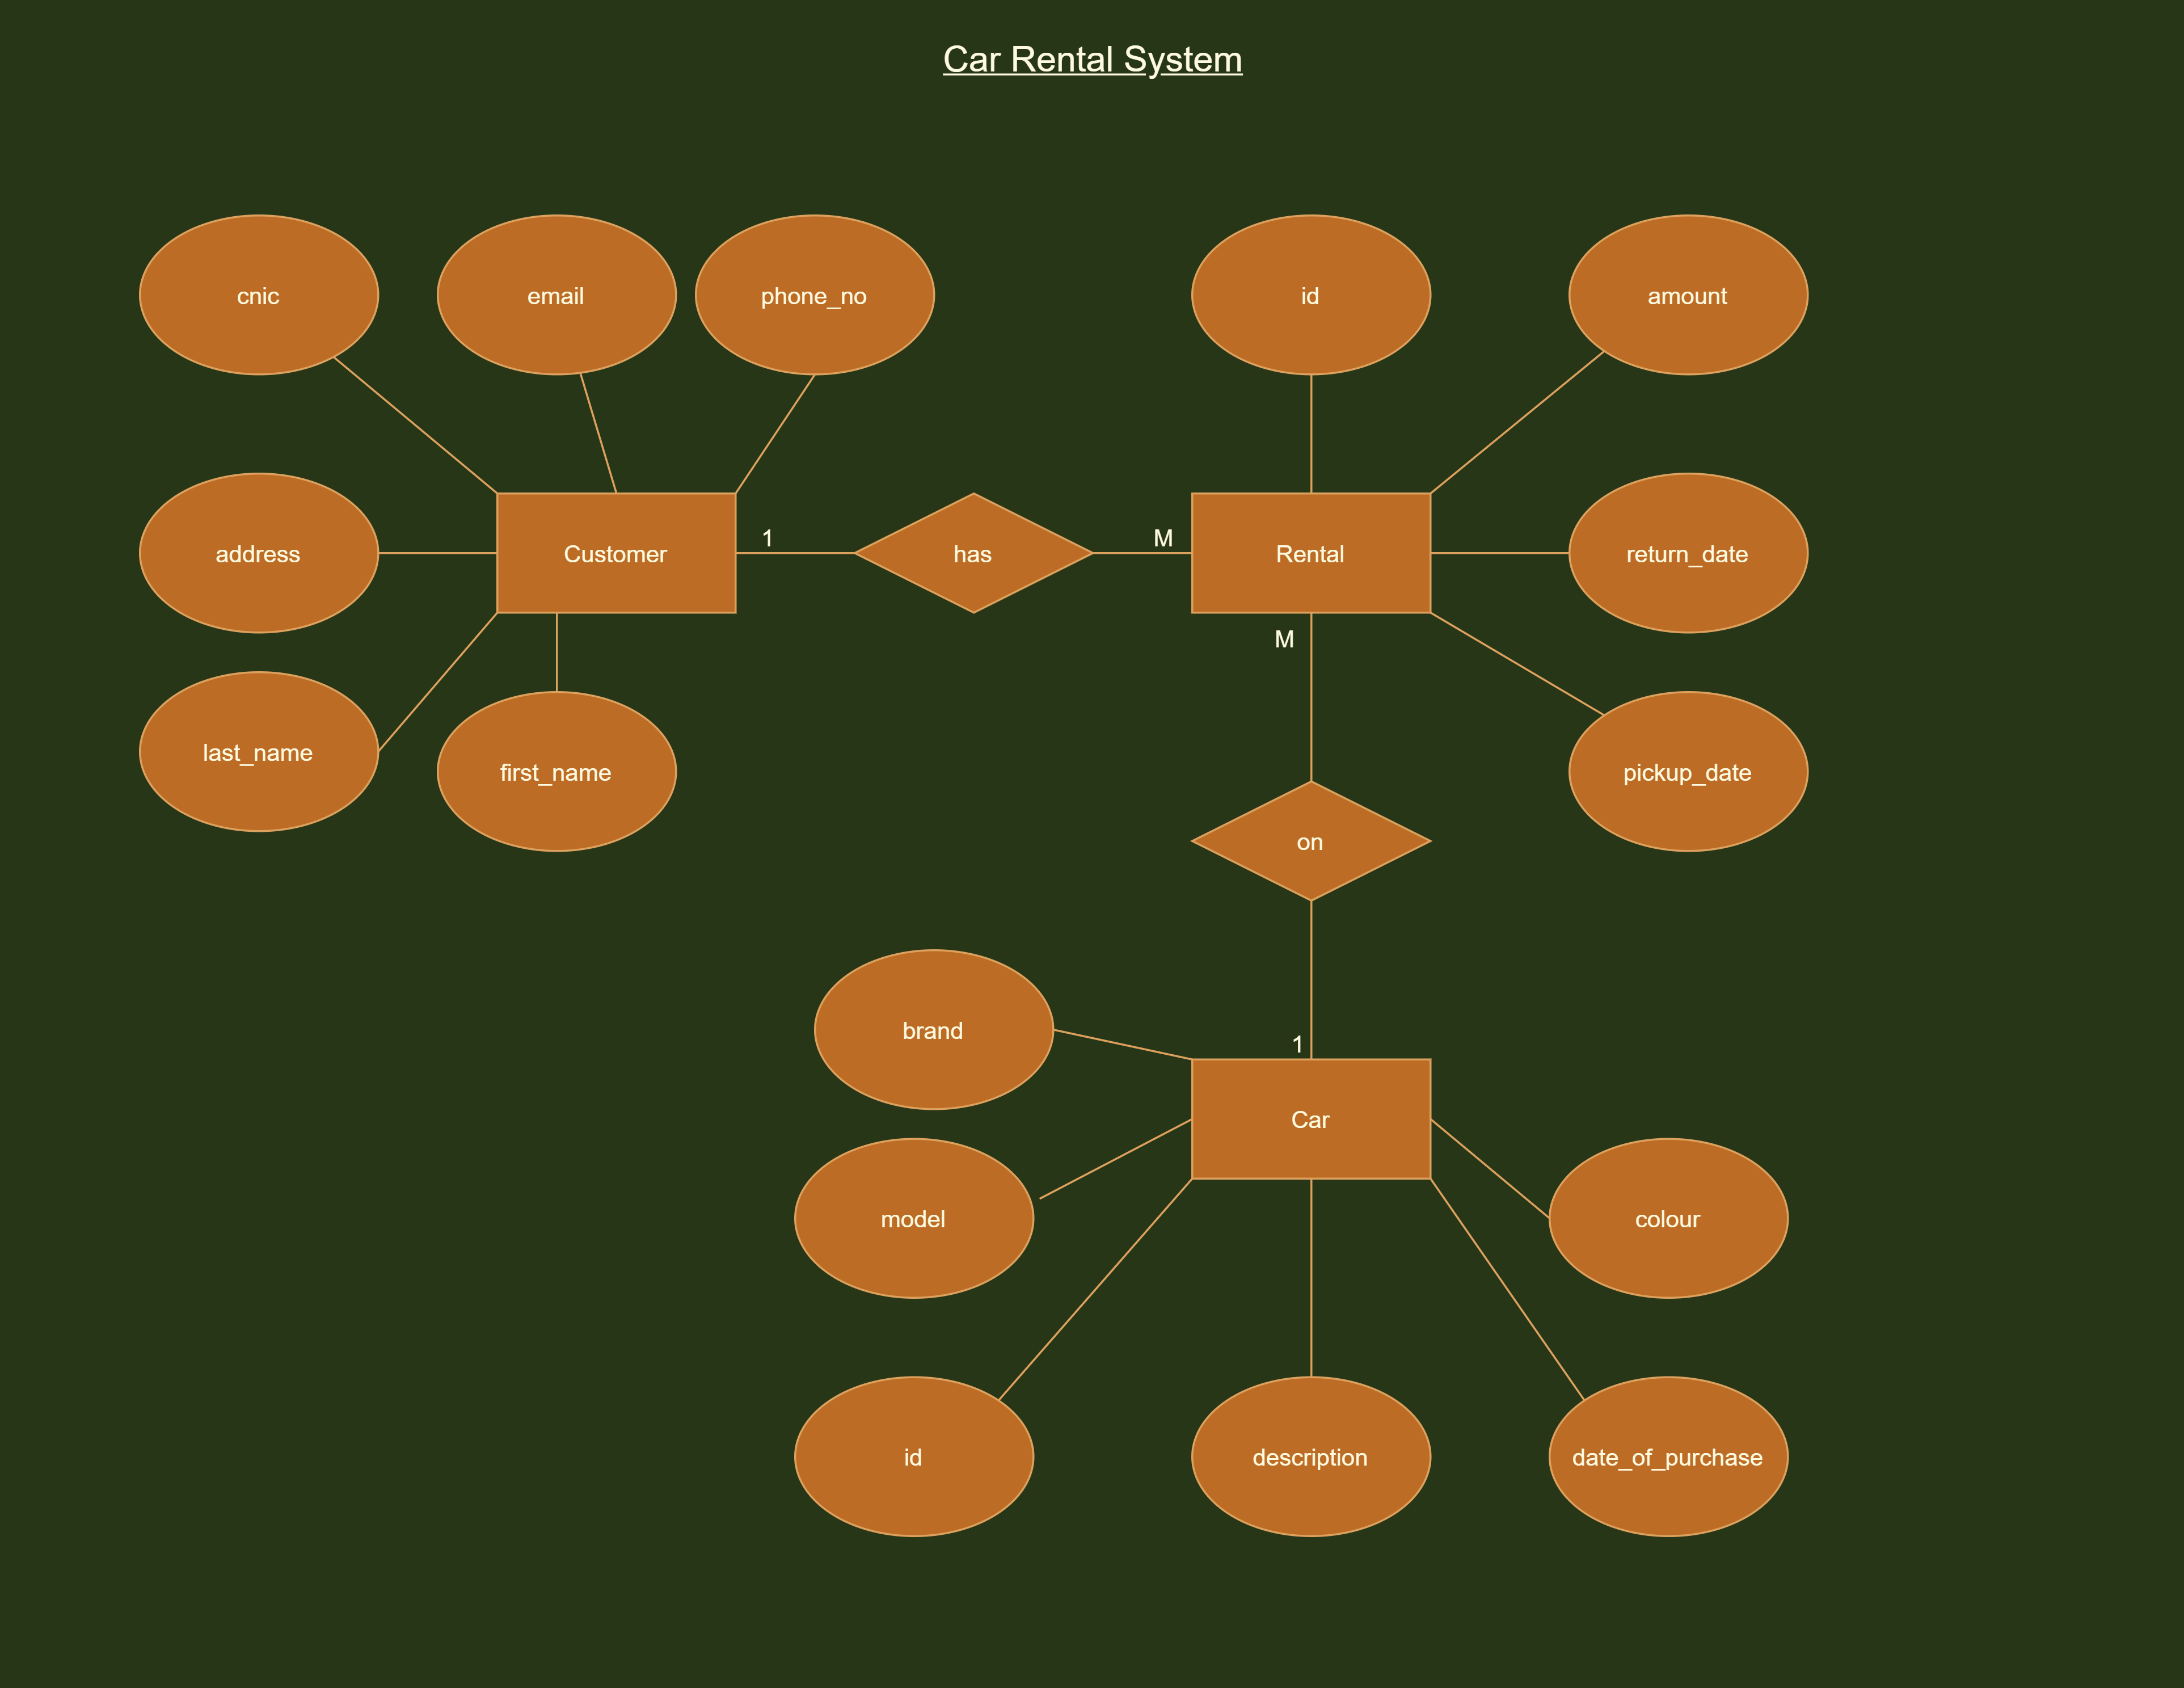 Car Rental System
cnic
email
phone_no
id
amount
address
Customer
1
has
M
Rental
return_date
M
last_name
first_name
pickup_date
on
brand
1
Car
model
colour
id
description
date_of_purchase